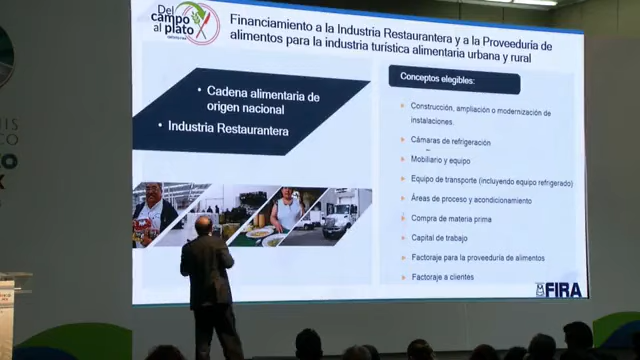 Del
campo
al
plato
Financiamiento a la Industria Restaurantera y a la Proveeduria de
alimentos para la industria turística alimentaria urbana y rural
• Cadena alimentaria de
origen nacional
• Industria Restaurantera
Conceptos elegibles:
Construcción, ampliación o modernización de
instalaciones.
Cámaras de refrigeración
Mobiliario y equipo
Equipo de transporte (incluyendo equipo refrigerado)
Áreas de proceso y acondicionamiento
Compra de materia prima
Capital de trabajo
Factoraje para la proveeduría de alimentos
Factoraje a clientes
FIRA